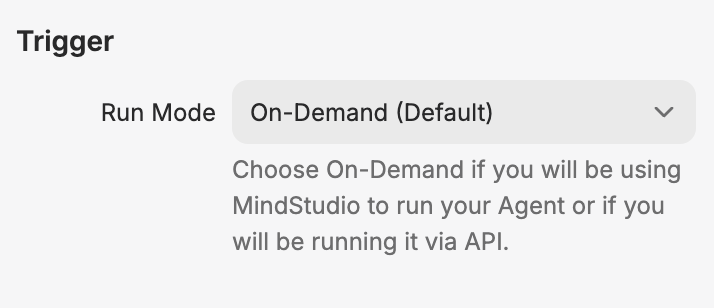 Trigger
Run Mode
On-Demand (Default)
Choose On-Demand if you will be using
MindStudio to run your Agent or if you
will be running it via API.